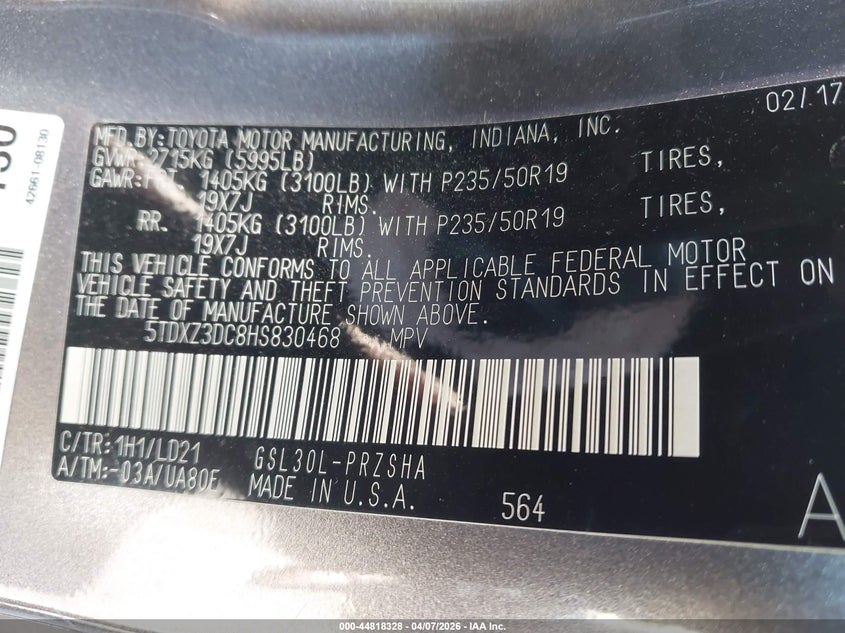 02/17
MFD.BY:TOYOTA MOTOR MANUFACTURING, INDIANA, INC.
GVWR:2715KG (5995LB)
GAWR:FRT. 1405KG (3100LB) WITH P235/50R19 TIRES,
19X7J RIMS.
RR. 1405KG (3100LB) WITH P235/50R19 TIRES,
19X7J RIMS.
THIS VEHICLE CONFORMS TO ALL APPLICABLE FEDERAL MOTOR
VEHICLE SAFETY AND THEFT PREVENTION STANDARDS IN EFFECT ON
THE DATE OF MANUFACTURE SHOWN ABOVE.
5TDXZ3DC8HS830468 MPV
C/TR:1H1/LD21 GSL30L-PRZSHA
A/TM:-03A/UA80F MADE IN U.S.A. 564
A
42661-08130
000-44818328 - 04/07/2026 - IAA Inc.